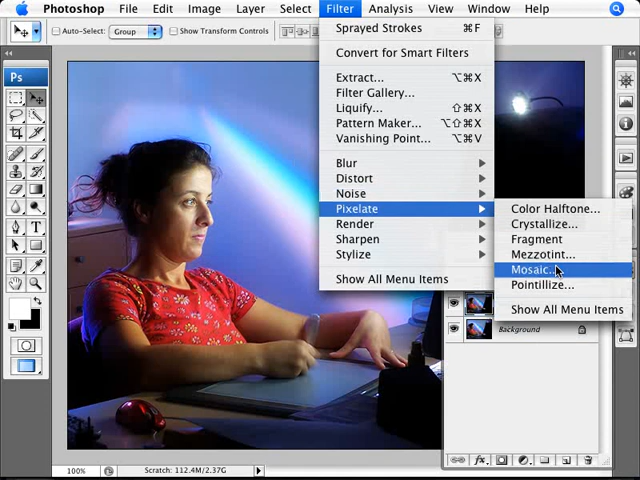 Photoshop File Edit Image Layer Select Filter Analysis View Window Help
Auto-Select: Group Show Transform Controls
Ps
Sprayed Strokes ⌘F
Convert for Smart Filters
Extract... ⌥⌘X
Filter Gallery...
Liquify... ⇧⌘X
Pattern Maker... ⌥⇧⌘X
Vanishing Point... ⌥⌘V
Blur
Distort
Noise
Pixelate
Render
Sharpen
Stylize
Show All Menu Items
Color Halftone...
Crystallize...
Fragment
Mezzotint...
Mosaic...
Pointillize...
Show All Menu Items
Background
100% Scratch: 112.4M/2.37G
fx